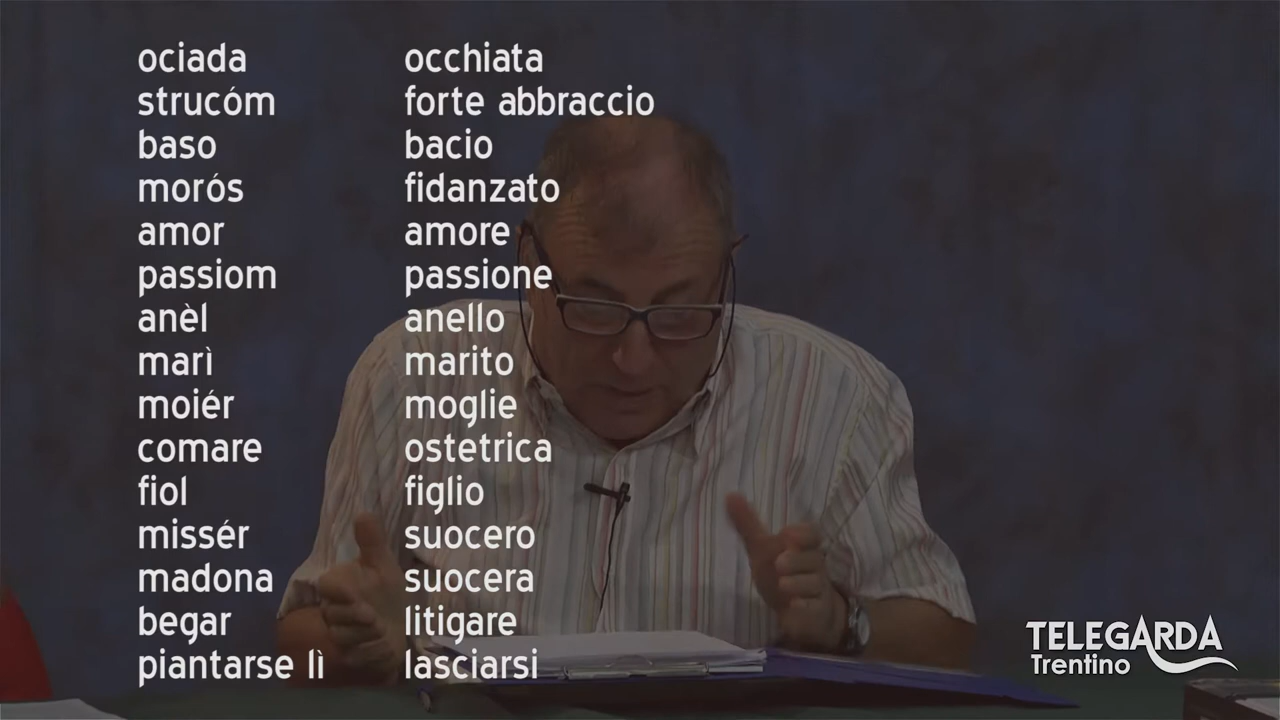 ociada occhiata
strucóm forte abbraccio
baso bacio
morós fidanzato
amor amore
passiom passione
anèl anello
marì marito
moiér moglie
comare ostetrica
fiol figlio
missér suocero
madona suocera
begar litigare
piantarse lì lasciarsi
TELEGARDA
Trentino